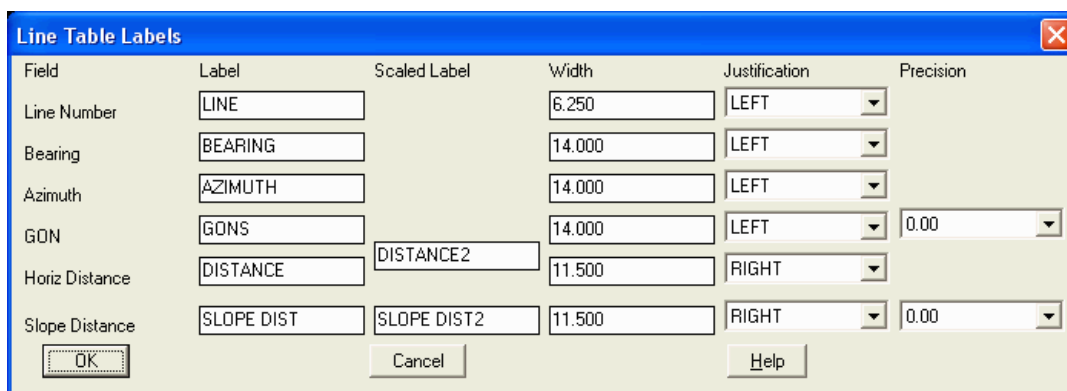 Line Table Labels
Field Label Scaled Label Width Justification Precision
Line Number LINE 6.250 LEFT
Bearing BEARING 14.000 LEFT
Azimuth AZIMUTH 14.000 LEFT
GON GONS 14.000 LEFT 0.00
DISTANCE2
Horiz Distance DISTANCE 11.500 RIGHT
Slope Distance SLOPE DIST SLOPE DIST2 11.500 RIGHT 0.00
OK Cancel Help